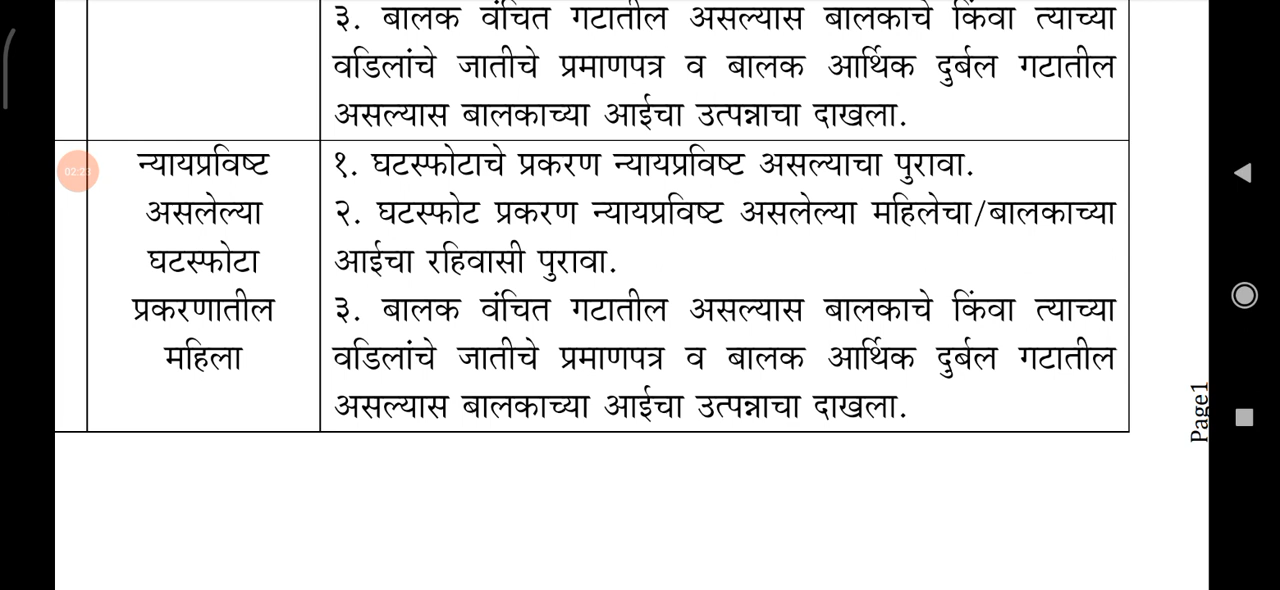 ३. बालक वंचित गटातील असल्यास बालकाचे किंवा त्याच्या
वडिलांचे जातीचे प्रमाणपत्र व बालक आर्थिक दुर्बल गटातील
असल्यास बालकाच्या आईचा उत्पन्नाचा दाखला.
न्यायप्रविष्ट
असलेल्या
घटस्फोटा
प्रकरणातील
महिला
१. घटस्फोटाचे प्रकरण न्यायप्रविष्ट असल्याचा पुरावा.
२. घटस्फोट प्रकरण न्यायप्रविष्ट असलेल्या महिलेचा/बालकाच्या
आईचा रहिवासी पुरावा.
३. बालक वंचित गटातील असल्यास बालकाचे किंवा त्याच्या
वडिलांचे जातीचे प्रमाणपत्र व बालक आर्थिक दुर्बल गटातील
असल्यास बालकाच्या आईचा उत्पन्नाचा दाखला.
Page1